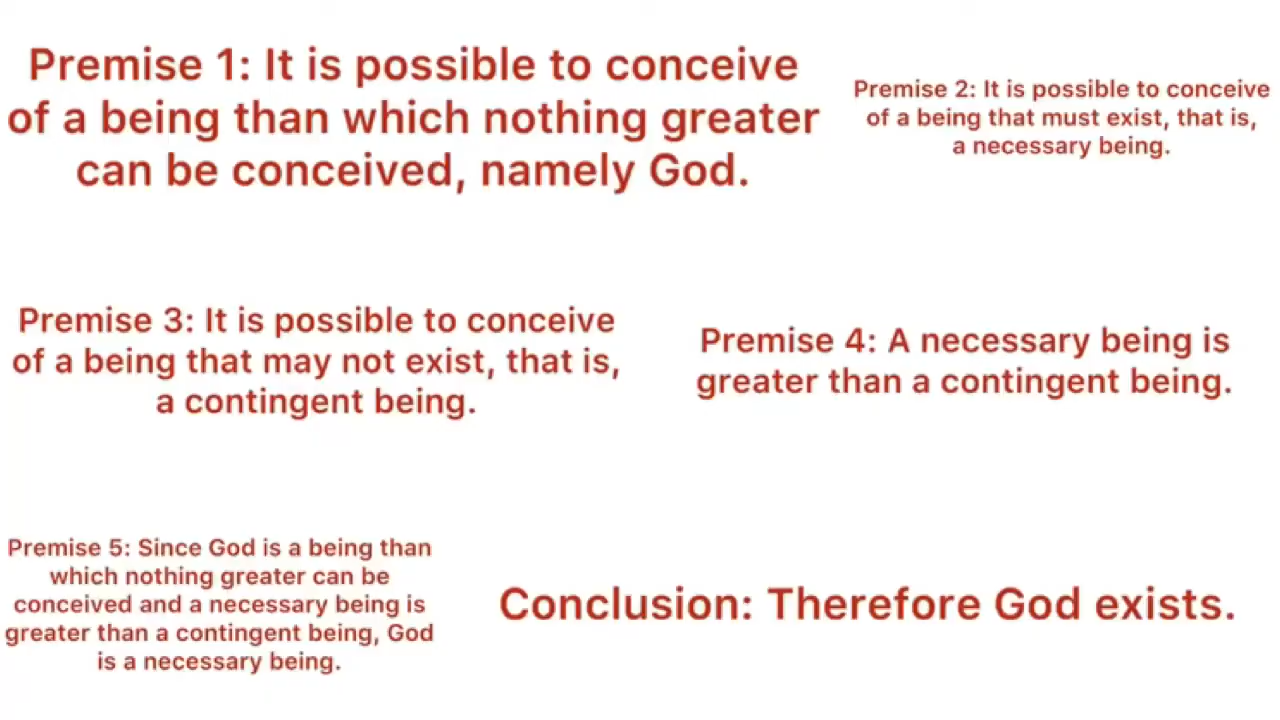 Premise 1: It is possible to conceive
of a being than which nothing greater
can be conceived, namely God.
Premise 2: It is possible to conceive
of a being that must exist, that is,
a necessary being.
Premise 3: It is possible to conceive
of a being that may not exist, that is,
a contingent being.
Premise 4: A necessary being is
greater than a contingent being.
Premise 5: Since God is a being than
which nothing greater can be
conceived and a necessary being is
greater than a contingent being, God
is a necessary being.
Conclusion: Therefore God exists.